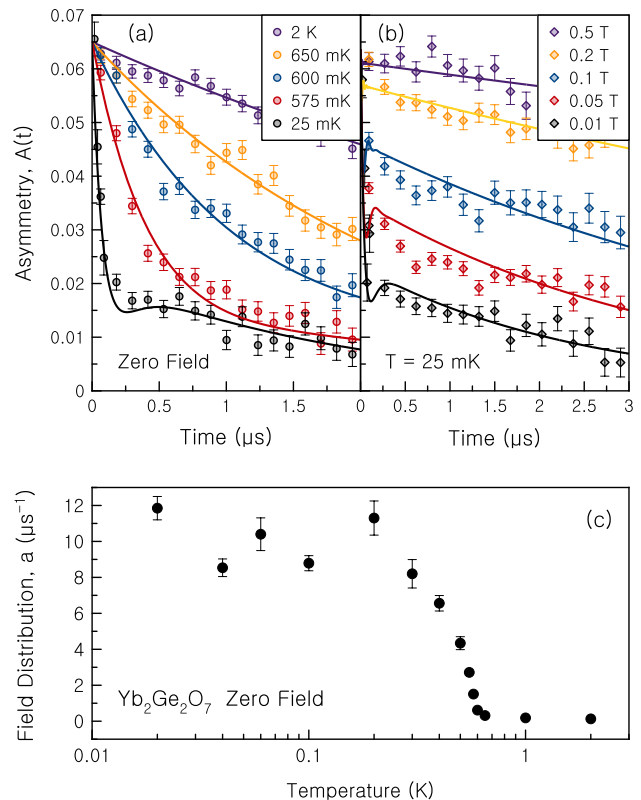 (a)
2 K
650 mK
600 mK
575 mK
25 mK
(b)
0.5 T
0.2 T
0.1 T
0.05 T
0.01 T
Asymmetry, A(t)
0.07
0.06
0.05
0.04
0.03
0.02
0.01
0
Zero Field
T = 25 mK
0 0.5 1 1.5
0.5 1 1.5 2 2.5 3
Time (μs)
Time (μs)
(c)
Field Distribution, a (μs⁻¹)
12
10
8
6
4
2
0
Yb₂Ge₂O₇ Zero Field
0.01 0.1 1
Temperature (K)